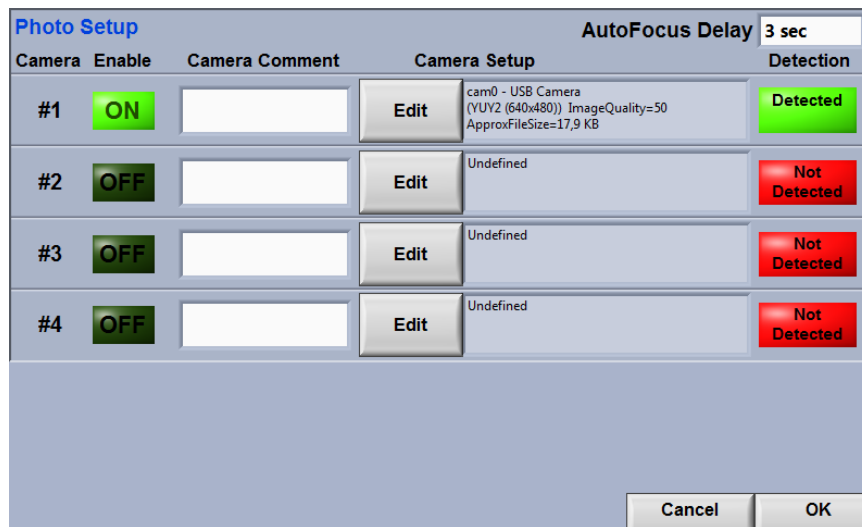 Photo Setup
AutoFocus Delay 3 sec
Camera Enable Camera Comment Camera Setup Detection
#1 ON Edit
cam0 - USB Camera
(YUY2 (640x480)) ImageQuality=50
ApproxFileSize=17,9 KB
Detected
#2 OFF Edit Undefined
Not
Detected
#3 OFF Edit Undefined
Not
Detected
#4 OFF Edit Undefined
Not
Detected
Cancel OK